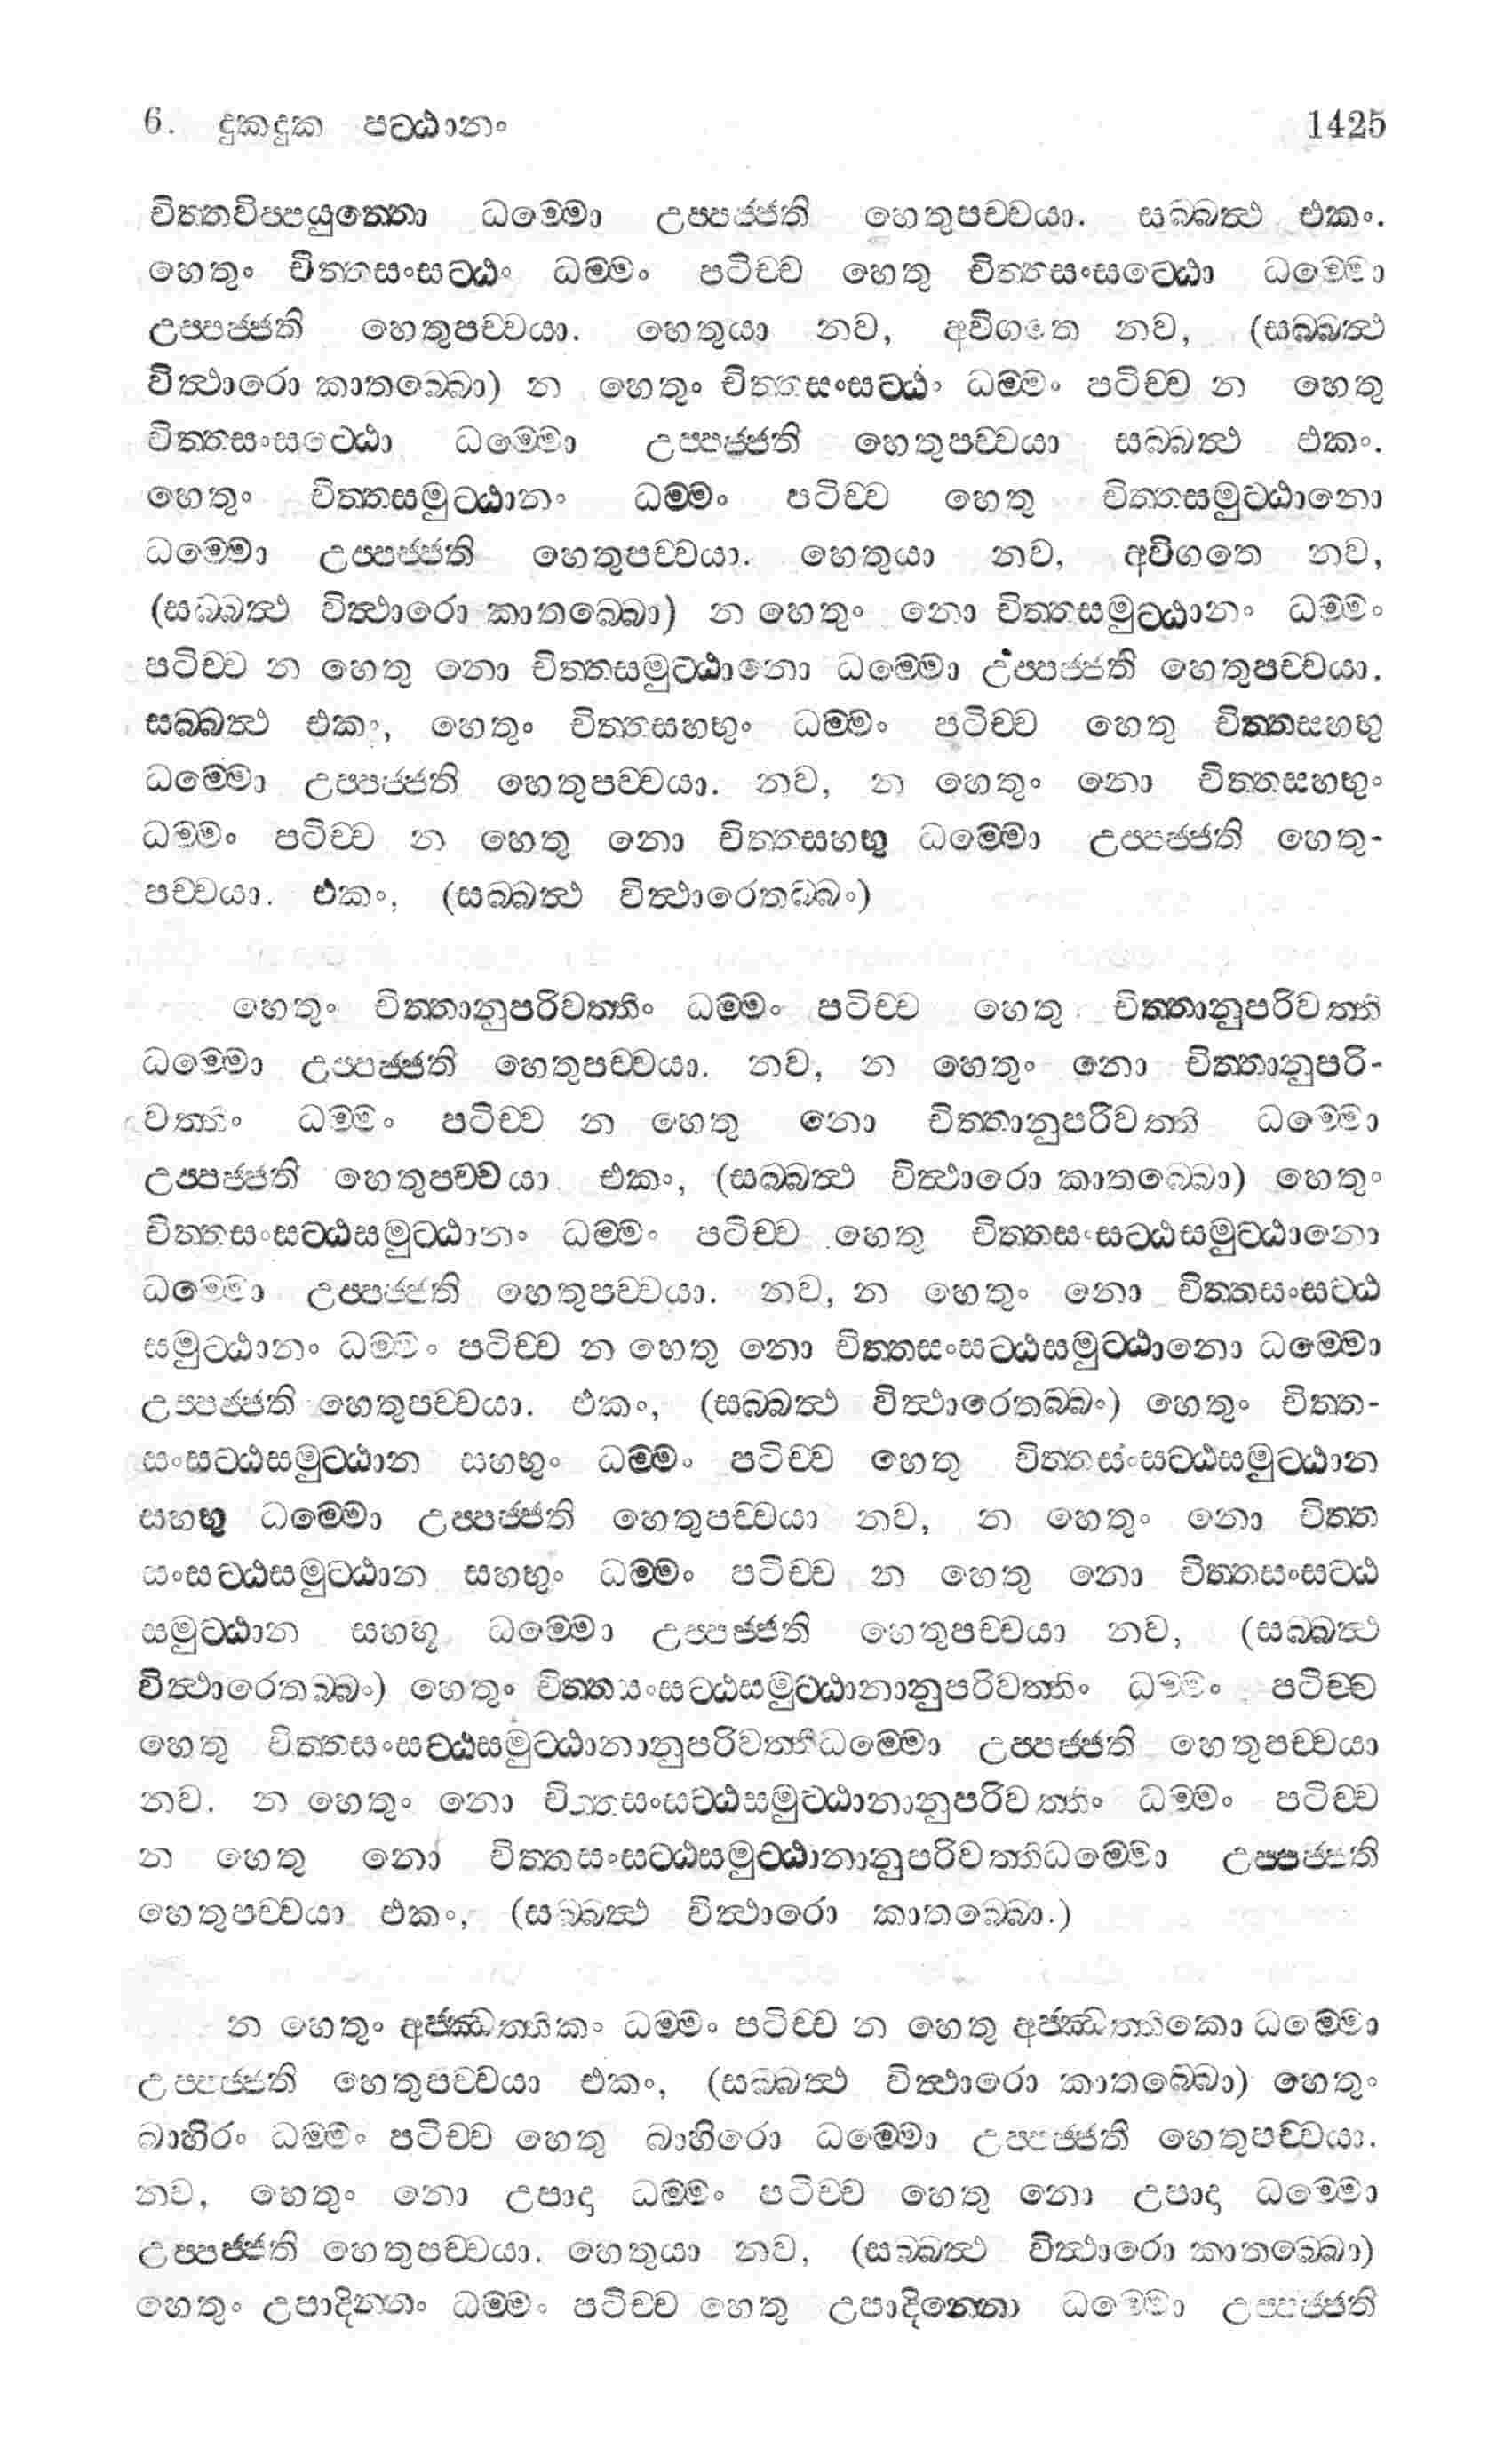 6. දුකදුක පට්ඨානං 1425
චිත්තවිප්පයුත්තො ධම්මො උප්පජ්ජති හෙතුපච්චයා. සබ්බත්ථ එකං.
හෙතුං චිත්තසංසට්ඨං ධම්මං පටිච්ච හෙතු චිත්තසංසට්ඨො ධම්මො
උප්පජ්ජති හෙතුපච්චයා. හෙතුයා නව, අවිගතෙ නව, (සබ්බත්ථ
විත්ථාරො කාතබ්බො) න හෙතුං චිත්තසංසට්ඨං ධම්මං පටිච්ච න හෙතු
චිත්තසංසට්ඨො ධම්මො උප්පජ්ජති හෙතුපච්චයා සබ්බත්ථ එකං.
හෙතුං චිත්තසමුට්ඨානං ධම්මං පටිච්ච හෙතු චිත්තසමුට්ඨානො
ධම්මො උප්පජ්ජති හෙතුපච්චයා. හෙතුයා නව, අවිගතෙ නව,
(සබ්බත්ථ විත්ථාරො කාතබ්බො) න හෙතුං නො චිත්තසමුට්ඨානං ධම්මං
පටිච්ච න හෙතු නො චිත්තසමුට්ඨානො ධම්මො උප්පජ්ජති හෙතුපච්චයා.
සබ්බත්ථ එකං, හෙතුං චිත්තසහභුං ධම්මං පටිච්ච හෙතු චිත්තසහභු
ධම්මො උප්පජ්ජති හෙතුපච්චයා. නව, න හෙතුං නො චිත්තසහභුං
ධම්මං පටිච්ච න හෙතු නො චිත්තසහභු ධම්මො උප්පජ්ජති හෙතු-
පච්චයා. එකං, (සබ්බත්ථ විත්ථාරෙතබ්බං)
හෙතුං චිත්තානුපරිවත්තිං ධම්මං පටිච්ච හෙතු චිත්තානුපරිවත්ති
ධම්මො උප්පජ්ජති හෙතුපච්චයා. නව, න හෙතුං නො චිත්තානුපරි-
වත්තිං ධම්මං පටිච්ච න හෙතු නො චිත්තානුපරිවත්ති ධම්මො
උප්පජ්ජති හෙතුපච්චයා එකං, (සබ්බත්ථ විත්ථාරො කාතබ්බො) හෙතුං
චිත්තසංසට්ඨසමුට්ඨානං ධම්මං පටිච්ච හෙතු චිත්තසංසට්ඨසමුට්ඨානො
ධම්මො උප්පජ්ජති හෙතුපච්චයා. නව, න හෙතුං නො චිත්තසංසට්ඨ
සමුට්ඨානං ධම්මං පටිච්ච න හෙතු නො චිත්තසංසට්ඨසමුට්ඨානො ධම්මො
උප්පජ්ජති හෙතුපච්චයා. එකං, (සබ්බත්ථ විත්ථාරෙතබ්බං) හෙතුං චිත්ත-
සංසට්ඨසමුට්ඨාන සහභුං ධම්මං පටිච්ච හෙතු චිත්තසංසට්ඨසමුට්ඨාන
සහභු ධම්මො උප්පජ්ජති හෙතුපච්චයා නව, න හෙතුං නො චිත්ත
සංසට්ඨසමුට්ඨාන සහභුං ධම්මං පටිච්ච න හෙතු නො චිත්තසංසට්ඨ
සමුට්ඨාන සහභූ ධම්මො උප්පජ්ජති හෙතුපච්චයා නව, (සබ්බත්ථ
විත්ථාරෙතබ්බං) හෙතුං චිත්තසංසට්ඨසමුට්ඨානානුපරිවත්තිං ධම්මං පටිච්ච
හෙතු චිත්තසංසට්ඨසමුට්ඨානානුපරිවත්තිධම්මො උප්පජ්ජති හෙතුපච්චයා
නව. න හෙතුං නො චිත්තසංසට්ඨසමුට්ඨානානුපරිවත්තිං ධම්මං පටිච්ච
න හෙතු නො චිත්තසංසට්ඨසමුට්ඨානානුපරිවත්තිධම්මො උප්පජ්ජති
හෙතුපච්චයා එකං, (සබ්බත්ථ විත්ථාරො කාතබ්බො.)
න හෙතුං අජ්ඣත්තිකං ධම්මං පටිච්ච න හෙතු අජ්ඣත්තිකො ධම්මො
උප්පජ්ජති හෙතුපච්චයා එකං, (සබ්බත්ථ විත්ථාරො කාතබ්බො) හෙතුං
බාහිරං ධම්මං පටිච්ච හෙතු බාහිරො ධම්මො උප්පජ්ජති හෙතුපච්චයා.
නව, හෙතුං නො උපාදා ධම්මං පටිච්ච හෙතු නො උපාදා ධම්මො
උප්පජ්ජති හෙතුපච්චයා. හෙතුයා නව, (සබ්බත්ථ විත්ථාරො කාතබ්බො)
හෙතුං උපාදින්නං ධම්මං පටිච්ච හෙතු උපාදින්නො ධම්මො උප්පජ්ජති